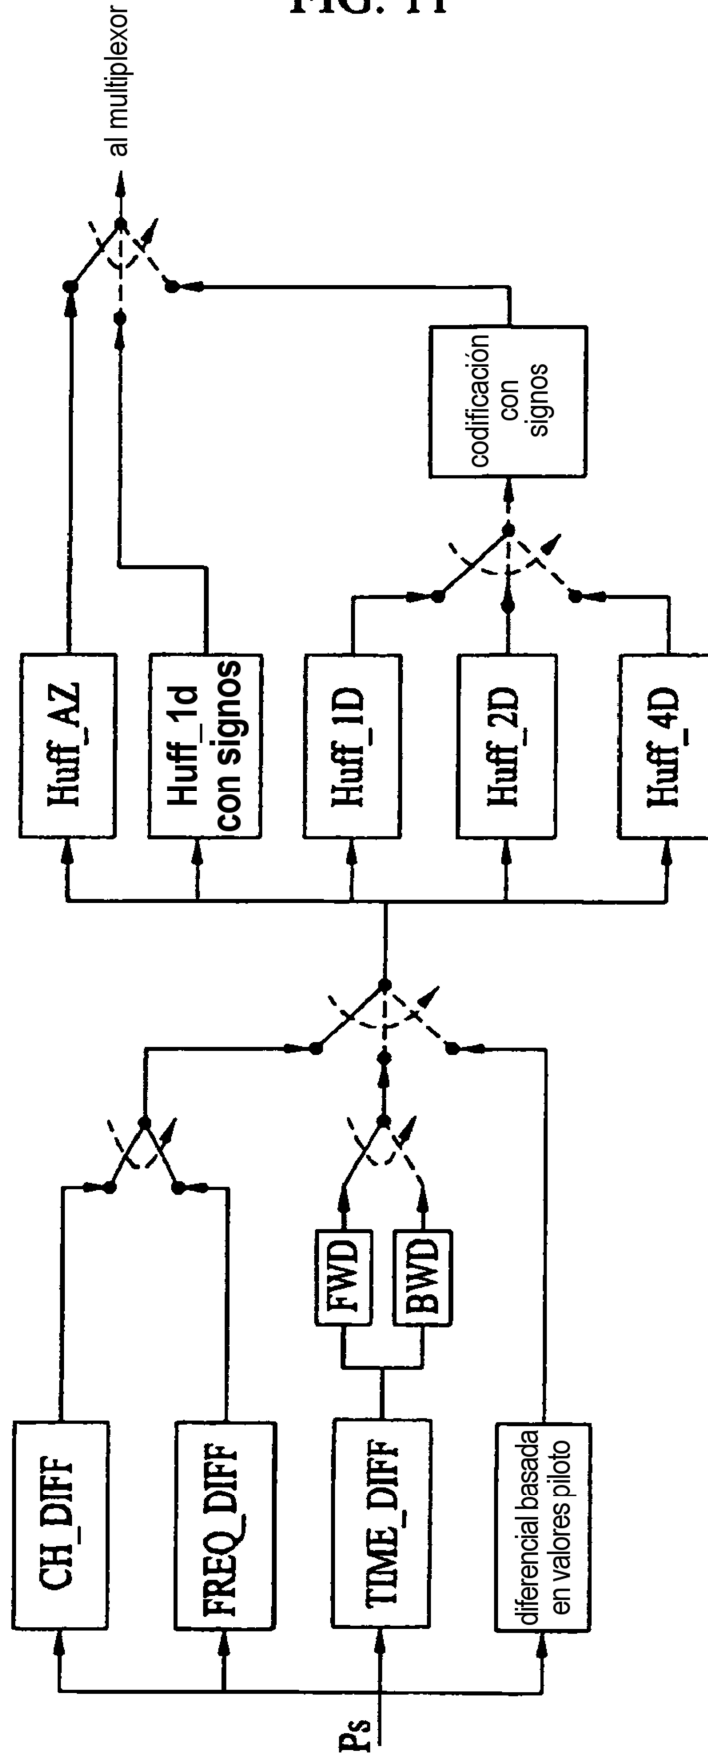 FIG. 11
Ps
CH_DIFF
FREQ_DIFF
TIME_DIFF
diferencial basada
en valores piloto
FWD
BWD
Huff_AZ
Huff_1d
con signos
Huff_1D
Huff_2D
Huff_4D
codificación
con
signos
al multiplexor